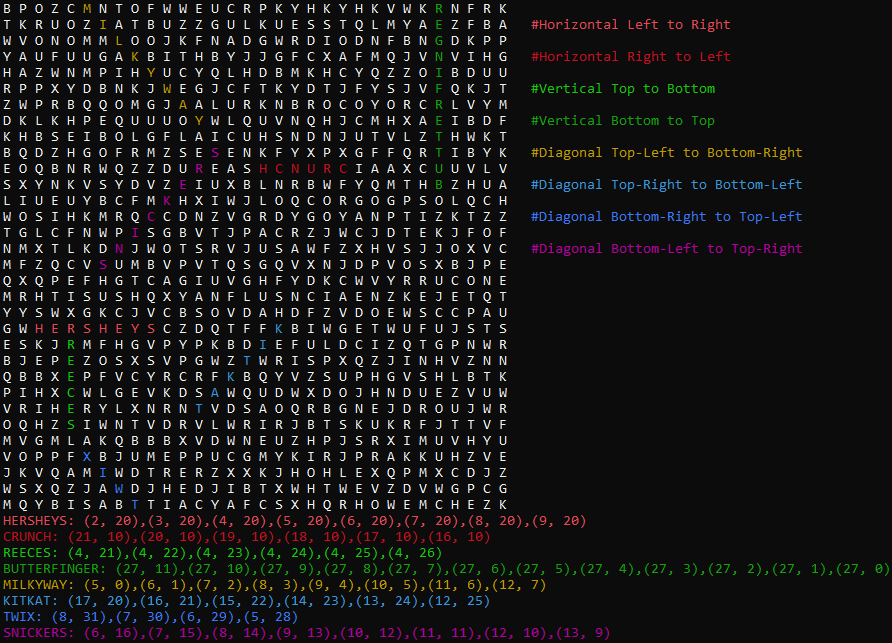 B P O Z C M N T O F W W E U C R P K Y H K Y H K V W K R N F R K
T K R U O Z I A T B U Z Z G U L K U E S S T Q L M Y A E Z F B A #Horizontal Left to Right
W V O N O M M L O O J K F N A D G W R D I O D N F B N G D K P P
Y A U F U U G A K B I T H B Y J J G F C X A F M Q J V N V I H G #Horizontal Right to Left
H A Z W N M P I H Y U C Y Q L H D B M K H C Y Q Z Z O I B D U U
R P P X Y D B N K J W E G J C F K Y D T J F Y S J V F F Q K J T #Vertical Top to Bottom
Z W P R B Q Q O M G J A A L U R K N B R O C O Y O R C R L V Y M
D K L K H P E Q U U U O Y W L Q U V N Q H J C M H X A E I B D F #Vertical Bottom to Top
K H B S E I B O L G F L A I C U H S N D N J U T V L Z T H W K T
B Q D Z H G O F R M Z S E S E N K F Y X P X G F F Q R T I B Y K #Diagonal Top-Left to Bottom-Right
E O Q B N R W Q Z Z D U R E A S H C N U R C I A A X C U U V L V
S X Y N K V S Y D V Z E I U X B L N R B W F Y Q M T H B Z H U A #Diagonal Top-Right to Bottom-Left
L I U E U Y B C F M K H X I W J L O Q C O R G O G P S O L Q C H
W O S I H K M R Q C C D N Z V G R D Y G O Y A N P T I Z K T Z Z #Diagonal Bottom-Right to Top-Left
T G L C F N W P I S G B V T J P A C R Z J W C J D T E K J F O F
N M X T L K D N J W O T S R V J U S A W F Z X H V S J J O X V C #Diagonal Bottom-Left to Top-Right
M F Z Q C V S U M B V P V T Q S G Q V X N J D P V O S X B J P E
Q X Q P E F H G T C A G I U V G H F Y D K C W V Y R R U C O N E
M R H T I S U S H Q X Y A N F L U S N C I A E N Z K E J E T Q T
Y Y S W X G K C J V C B S O V D A H D F Z V D O E W S C C P A U
G W H E R S H E Y S C Z D Q T F F K B I W G E T W U F U J S T S
E S K J R M F H G V P Y P K B D I E F U L D C I Z Q T G P N W R
B J E P E Z O S X S V P G W Z T W R I S P X Q Z J I N H V Z N N
Q B B X E P F V C Y R C R F K B Q Y V Z S U P H G V S H L B T K
P I H X C W L G E V K D S A W Q U D W X D O J H N D U E Z V U W
V R I H E R Y L X N R N T V D S A O Q R B G N E J D R O U J W R
O Q H Z S I W N T V D R V L W R I R J B T S K U K R F J T T V F
M V G M L A K Q B B B X V D W N E U Z H P J S R X I M U V H Y U
V O P P F X B J U M E P P U C G M Y K I R J P R A K K U H Z V E
J K V Q A M I W D T R E R Z X X K J H O H L E X Q P M X C D J Z
W S X Q Z J A W D J H E D J I B T X W H T W E V Z D V W G P C G
M Q Y B I S A B T T I A C Y A F C S X H Q R H O W E M C H E Z K
HERSHEYS: (2, 20),(3, 20),(4, 20),(5, 20),(6, 20),(7, 20),(8, 20),(9, 20)
CRUNCH: (21, 10),(20, 10),(19, 10),(18, 10),(17, 10),(16, 10)
REECES: (4, 21),(4, 22),(4, 23),(4, 24),(4, 25),(4, 26)
BUTTERFINGER: (27, 11),(27, 10),(27, 9),(27, 8),(27, 7),(27, 6),(27, 5),(27, 4),(27, 3),(27, 2),(27, 1),(27, 0)
MILKYWAY: (5, 0),(6, 1),(7, 2),(8, 3),(9, 4),(10, 5),(11, 6),(12, 7)
KITKAT: (17, 20),(16, 21),(15, 22),(14, 23),(13, 24),(12, 25)
TWIX: (8, 31),(7, 30),(6, 29),(5, 28)
SNICKERS: (6, 16),(7, 15),(8, 14),(9, 13),(10, 12),(11, 11),(12, 10),(13, 9)